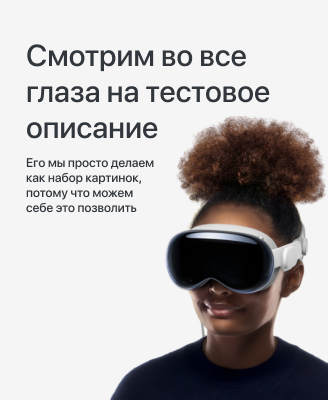 Смотрим во все
глаза на тестовое
описание
Его мы просто делаем
как набор картинок,
потому что можем
себе это позволить